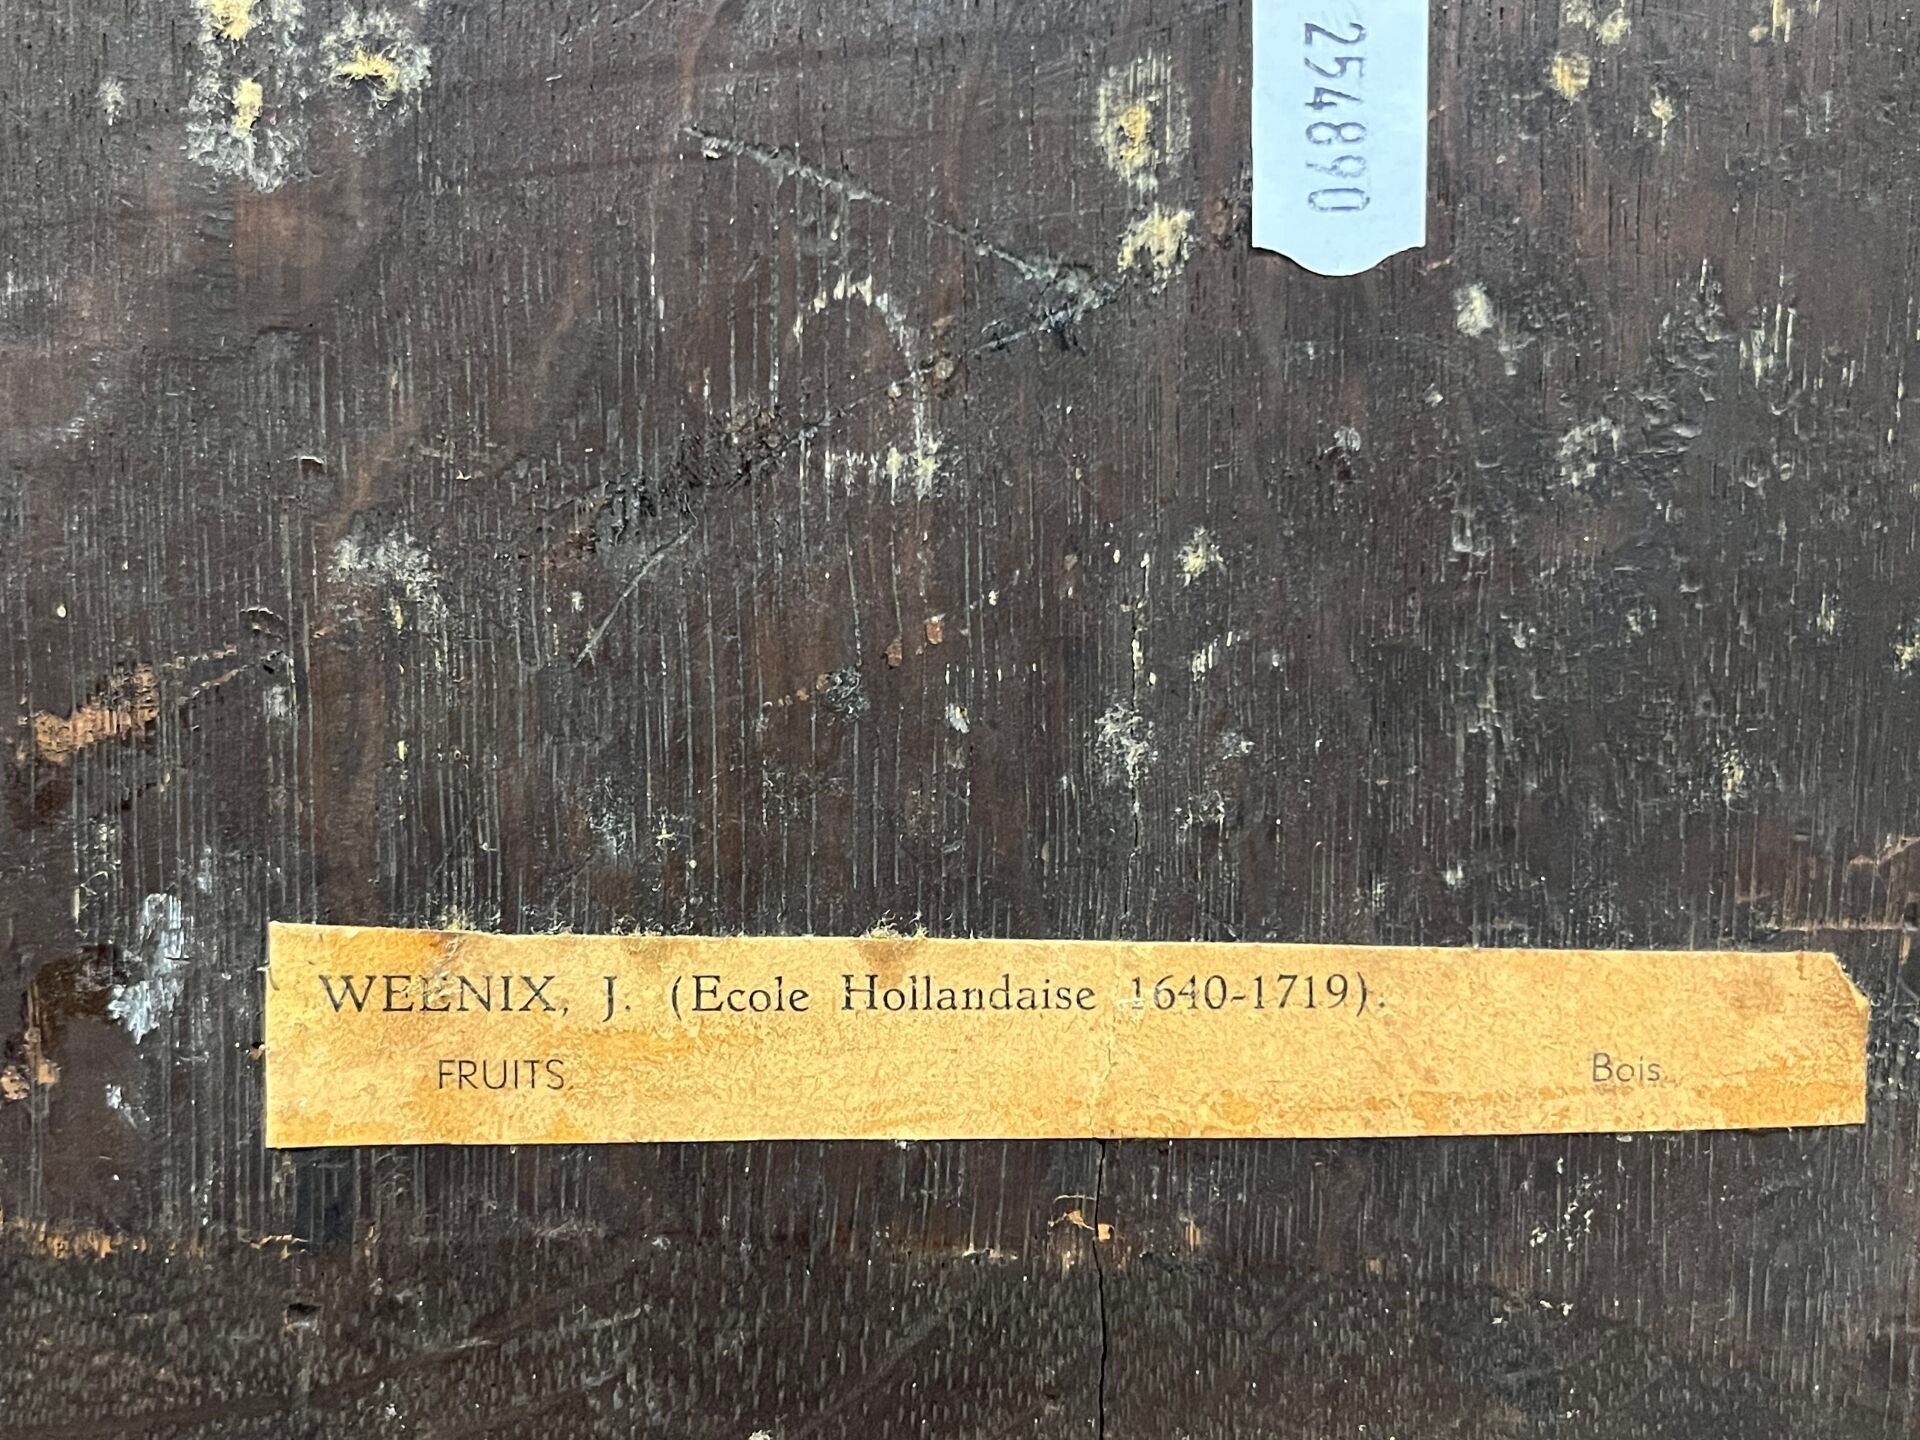 254890
WEENIX, J. (Ecole Hollandaise 1640-1719).
FRUITS.
Bois.